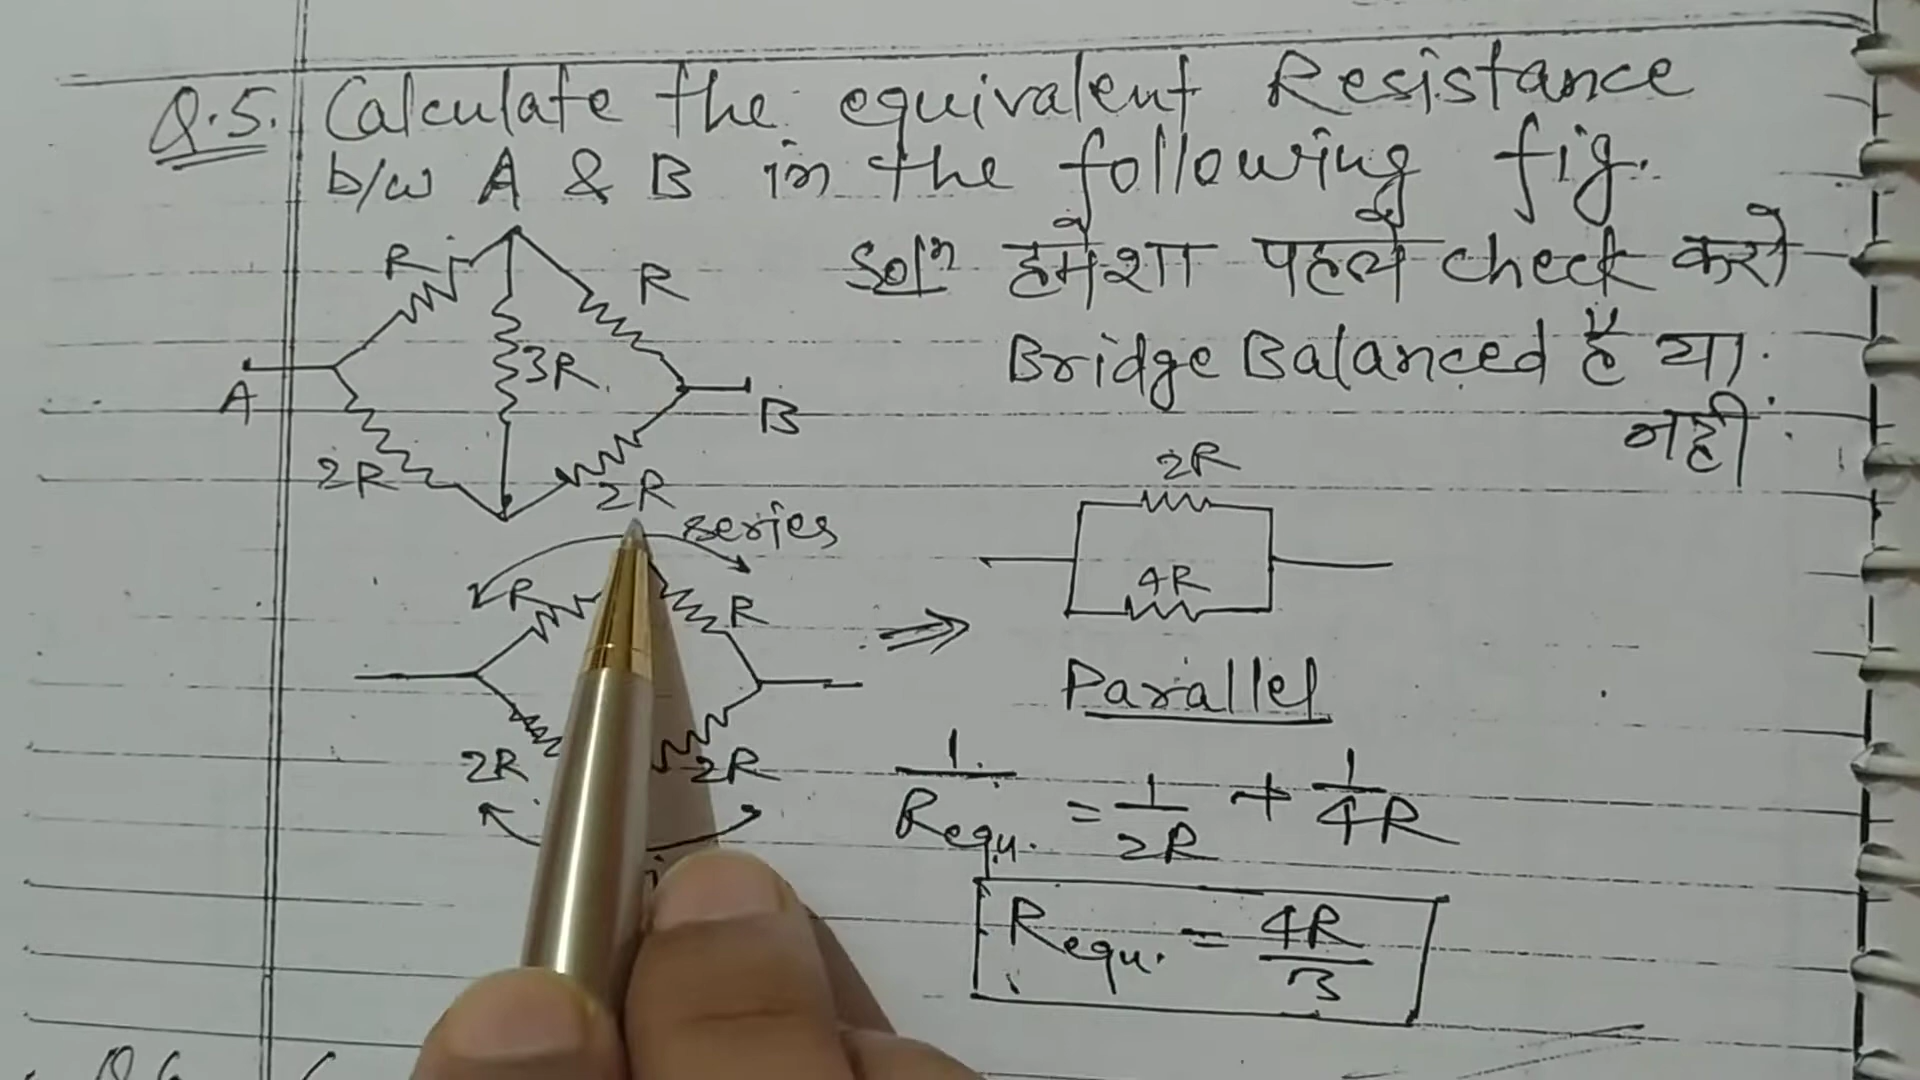 Q.5. Calculate the equivalent Resistance
b/w A & B in the following fig.
R
R
3R
A
B
2R
2R
Solⁿ हमेशा पहले check करो
Bridge Balanced है या
नहीं
series
R
R
2R
2R
2R
4R
Parallel
1/Requ. = 1/2R + 1/4R
Requ. = 4R/3